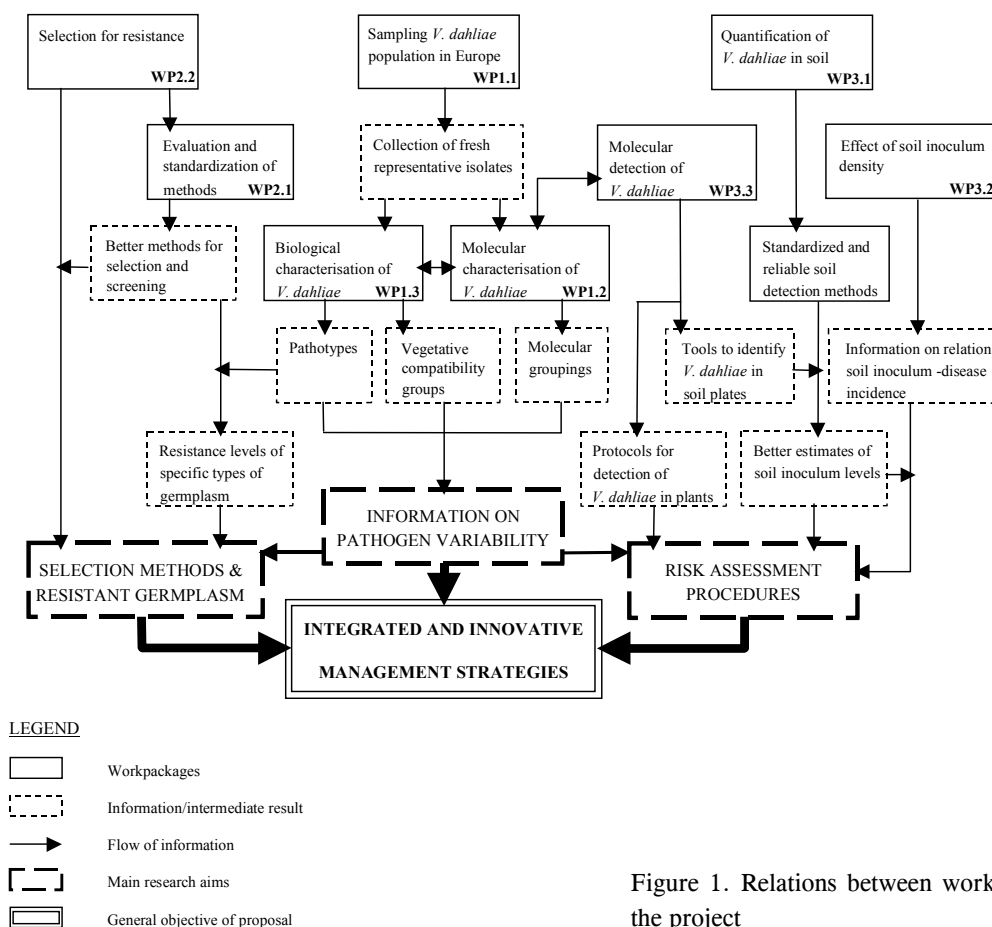 Selection for resistance
WP2.2
Sampling V. dahliae
population in Europe
WP1.1
Quantification of
V. dahliae in soil
WP3.1
Evaluation and
standardization of
methods WP2.1
Collection of fresh
representative isolates
Molecular
detection of
V. dahliae WP3.3
Effect of soil inoculum
density
WP3.2
Better methods for
selection and
screening
Biological
characterisation of
V. dahliae WP1.3
Molecular
characterisation of
V. dahliae WP1.2
Standardized and
reliable soil
detection methods
Pathotypes
Vegetative
compatibility
groups
Molecular
groupings
Tools to identify
V. dahliae in
soil plates
Information on relation
soil inoculum -disease
incidence
Resistance levels of
specific types of
germplasm
Protocols for
detection of
V. dahliae in plants
Better estimates of
soil inoculum levels
INFORMATION ON
PATHOGEN VARIABILITY
SELECTION METHODS &
RESISTANT GERMPLASM
RISK ASSESSMENT
PROCEDURES
INTEGRATED AND INNOVATIVE
MANAGEMENT STRATEGIES
LEGEND
Workpackages
Information/intermediate result
Flow of information
Main research aims
General objective of proposal
Figure 1. Relations between work
the project